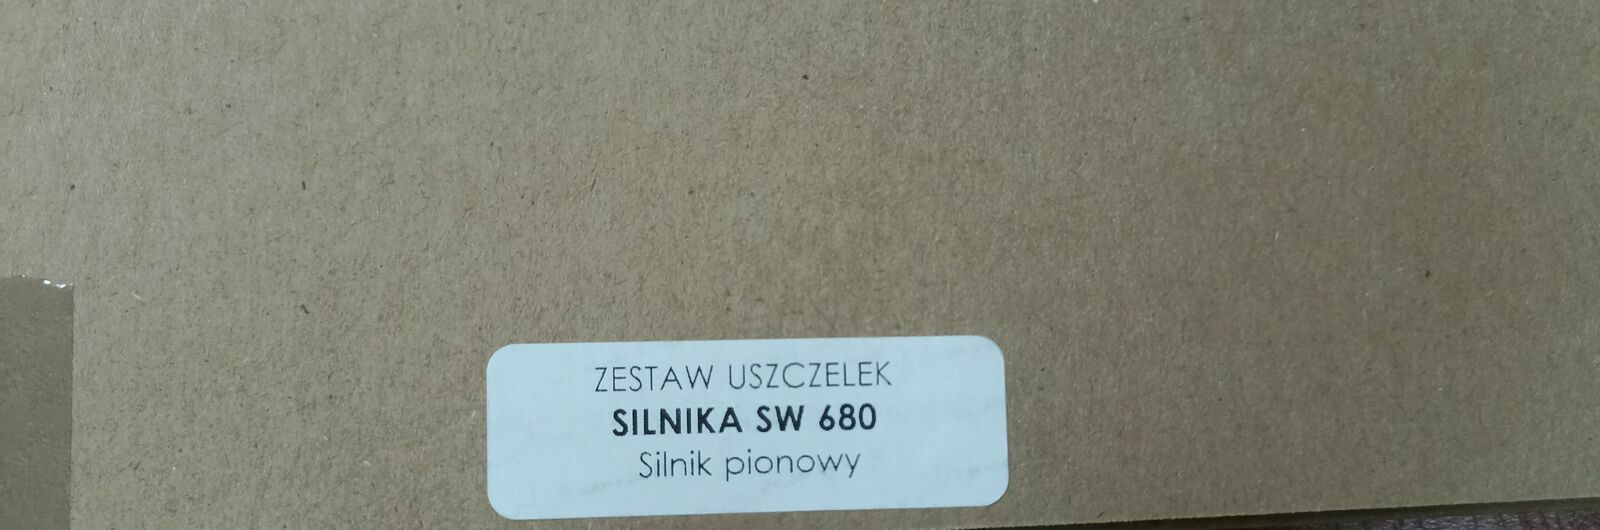 ZESTAW USZCZELEK
SILNIKA SW 680
Silnik pionowy